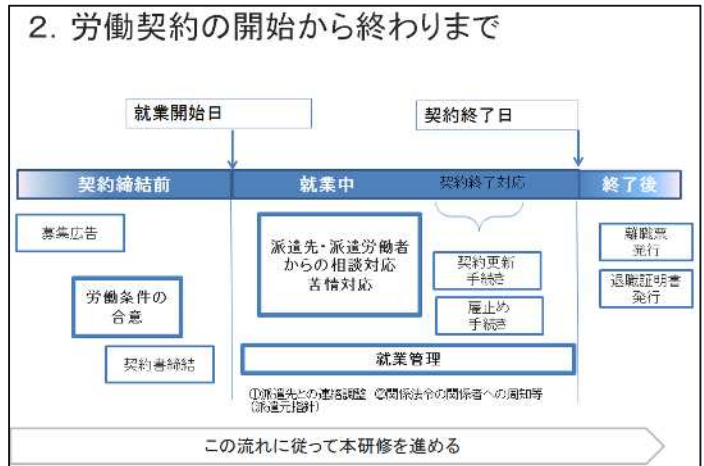 2．労働契約の開始から終わりまで
就業開始日
契約終了日
契約締結前
就業中
契約終了対応
終了後
募集広告
労働条件の
合意
契約書締結
派遣先・派遣労働者
からの相談対応
苦情対応
契約更新
手続き
雇止め
手続き
離職票
発行
退職証明書
発行
就業管理
①派遣先との連絡調整 ②関係法令の関係者への周知等
(派遣元指針)
この流れに従って本研修を進める